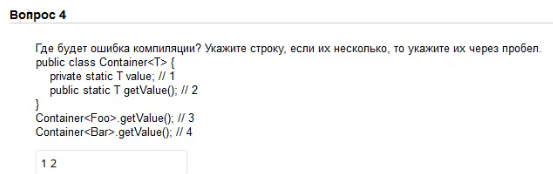 Вопрос 4
Где будет ошибка компиляции? Укажите строку, если их несколько, то укажите их через пробел.
public class Container<T> {
private static T value; // 1
public static T getValue(); // 2
}
Container<Foo>.getValue(); // 3
Container<Bar>.getValue(); // 4
1 2